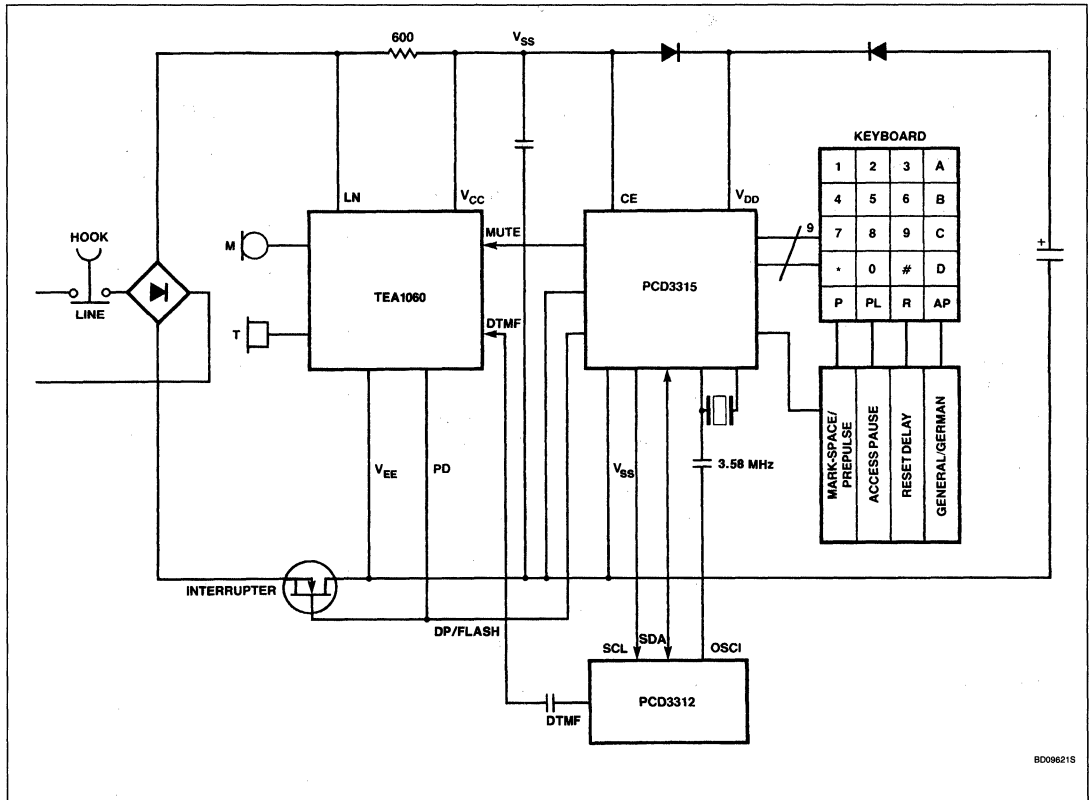 600
VSS
KEYBOARD
1 2 3 A
4 5 6 B
7 8 9 C
* 0 # D
P PL R AP
9
+
LN
VCC
CE
VDD
HOOK
LINE
M
T
MUTE
DTMF
TEA1060
PCD3315
VEE
PD
VSS
3.58 MHz
MARK-SPACE/
PREPULSE
ACCESS PAUSE
RESET DELAY
GENERAL/GERMAN
INTERRUPTER
DP/FLASH
SCL
SDA
OSCI
PCD3312
DTMF
BD09621S